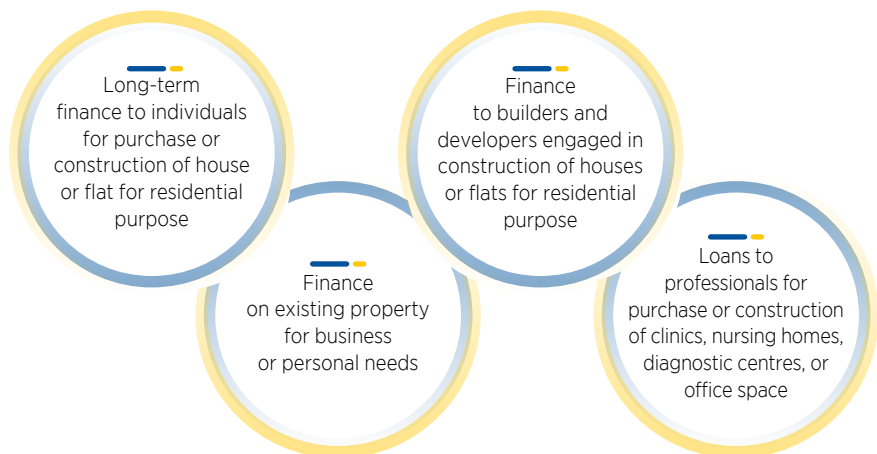 Long-term
finance to individuals
for purchase or
construction of house
or flat for residential
purpose
Finance
on existing property
for business
or personal needs
Finance
to builders and
developers engaged in
construction of houses
or flats for residential
purpose
Loans to
professionals for
purchase or construction
of clinics, nursing homes,
diagnostic centres, or
office space